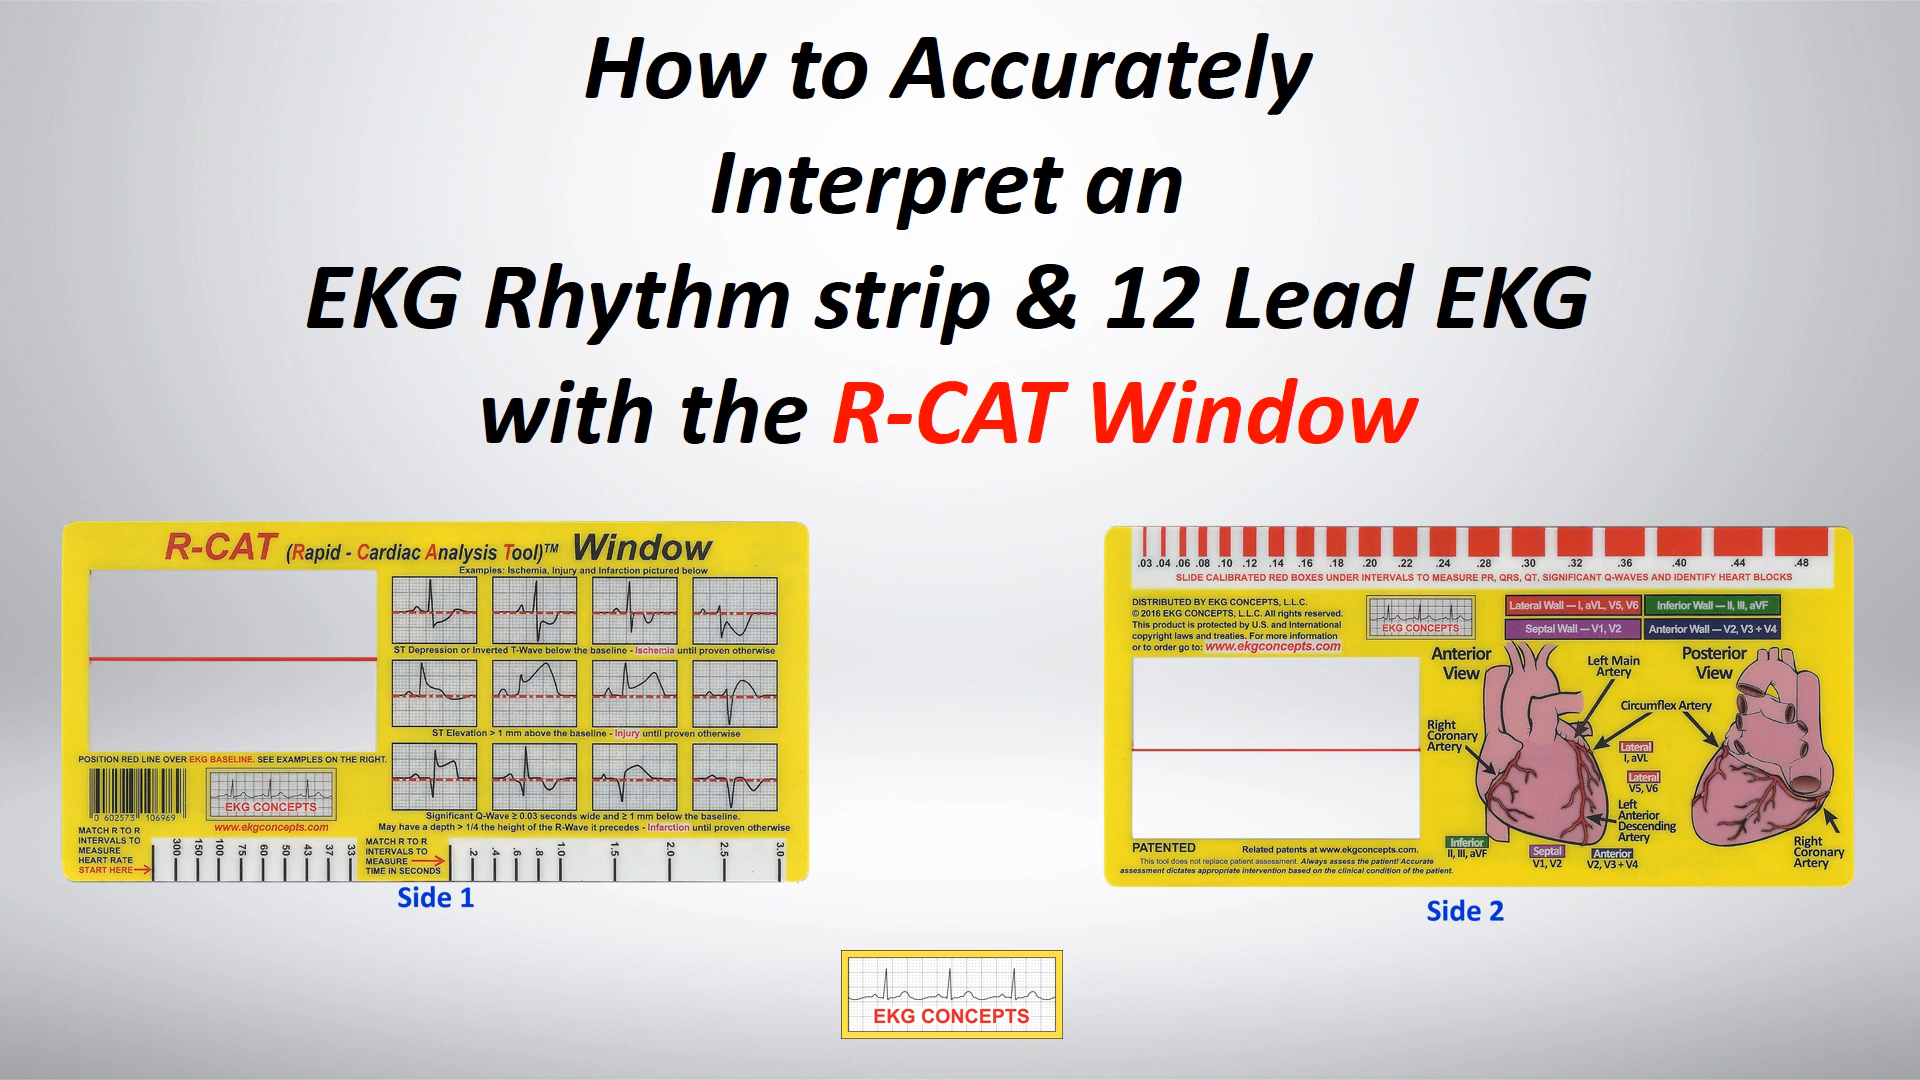 How to Accurately
Interpret an
EKG Rhythm strip & 12 Lead EKG
with the R-CAT Window
R-CAT (Rapid - Cardiac Analysis Tool)™ Window
Examples: Ischemia, Injury and Infarction pictured below
ST Depression or Inverted T-Wave below the baseline - Ischemia until proven otherwise
ST Elevation > 1 mm above the baseline - Injury until proven otherwise
POSITION RED LINE OVER EKG BASELINE. SEE EXAMPLES ON THE RIGHT.
0 602573 106969
EKG CONCEPTS
www.ekgconcepts.com
Significant Q-Wave ≥ 0.03 seconds wide and ≥ 1 mm below the baseline.
May have a depth > 1/4 the height of the R-Wave it precedes - Infarction until proven otherwise
MATCH R TO R
INTERVALS TO
MEASURE
HEART RATE
START HERE
300 150 100 75 60 50 43 37 33
MATCH R TO R
INTERVALS TO
MEASURE
TIME IN SECONDS
.2 .4 .6 .8 1.0 1.5 2.0 2.5 3.0
Side 1
.03 .04 .06 .08 .10 .12 .14 .16 .18 .20 .22 .24 .26 .28 .30 .32 .36 .40 .44 .48
SLIDE CALIBRATED RED BOXES UNDER INTERVALS TO MEASURE PR, QRS, QT, SIGNIFICANT Q-WAVES AND IDENTIFY HEART BLOCKS
DISTRIBUTED BY EKG CONCEPTS, L.L.C.
© 2016 EKG CONCEPTS, L.L.C. All rights reserved.
This product is protected by U.S. and International
copyright laws and treaties. For more information
or to order go to: www.ekgconcepts.com
EKG CONCEPTS
Lateral Wall — I, aVL, V5, V6
Inferior Wall — II, III, aVF
Septal Wall — V1, V2
Anterior Wall — V2, V3 + V4
Anterior
View
Left Main
Artery
Posterior
View
Circumflex Artery
Right
Coronary
Artery
Lateral
I, aVL
Lateral
V5, V6
Left
Anterior
Descending
Artery
Right
Coronary
Artery
Inferior
II, III, aVF
Septal
V1, V2
Anterior
V2, V3 + V4
PATENTED
Related patents at www.ekgconcepts.com.
This tool does not replace patient assessment. Always assess the patient! Accurate
assessment dictates appropriate intervention based on the clinical condition of the patient.
Side 2
EKG CONCEPTS